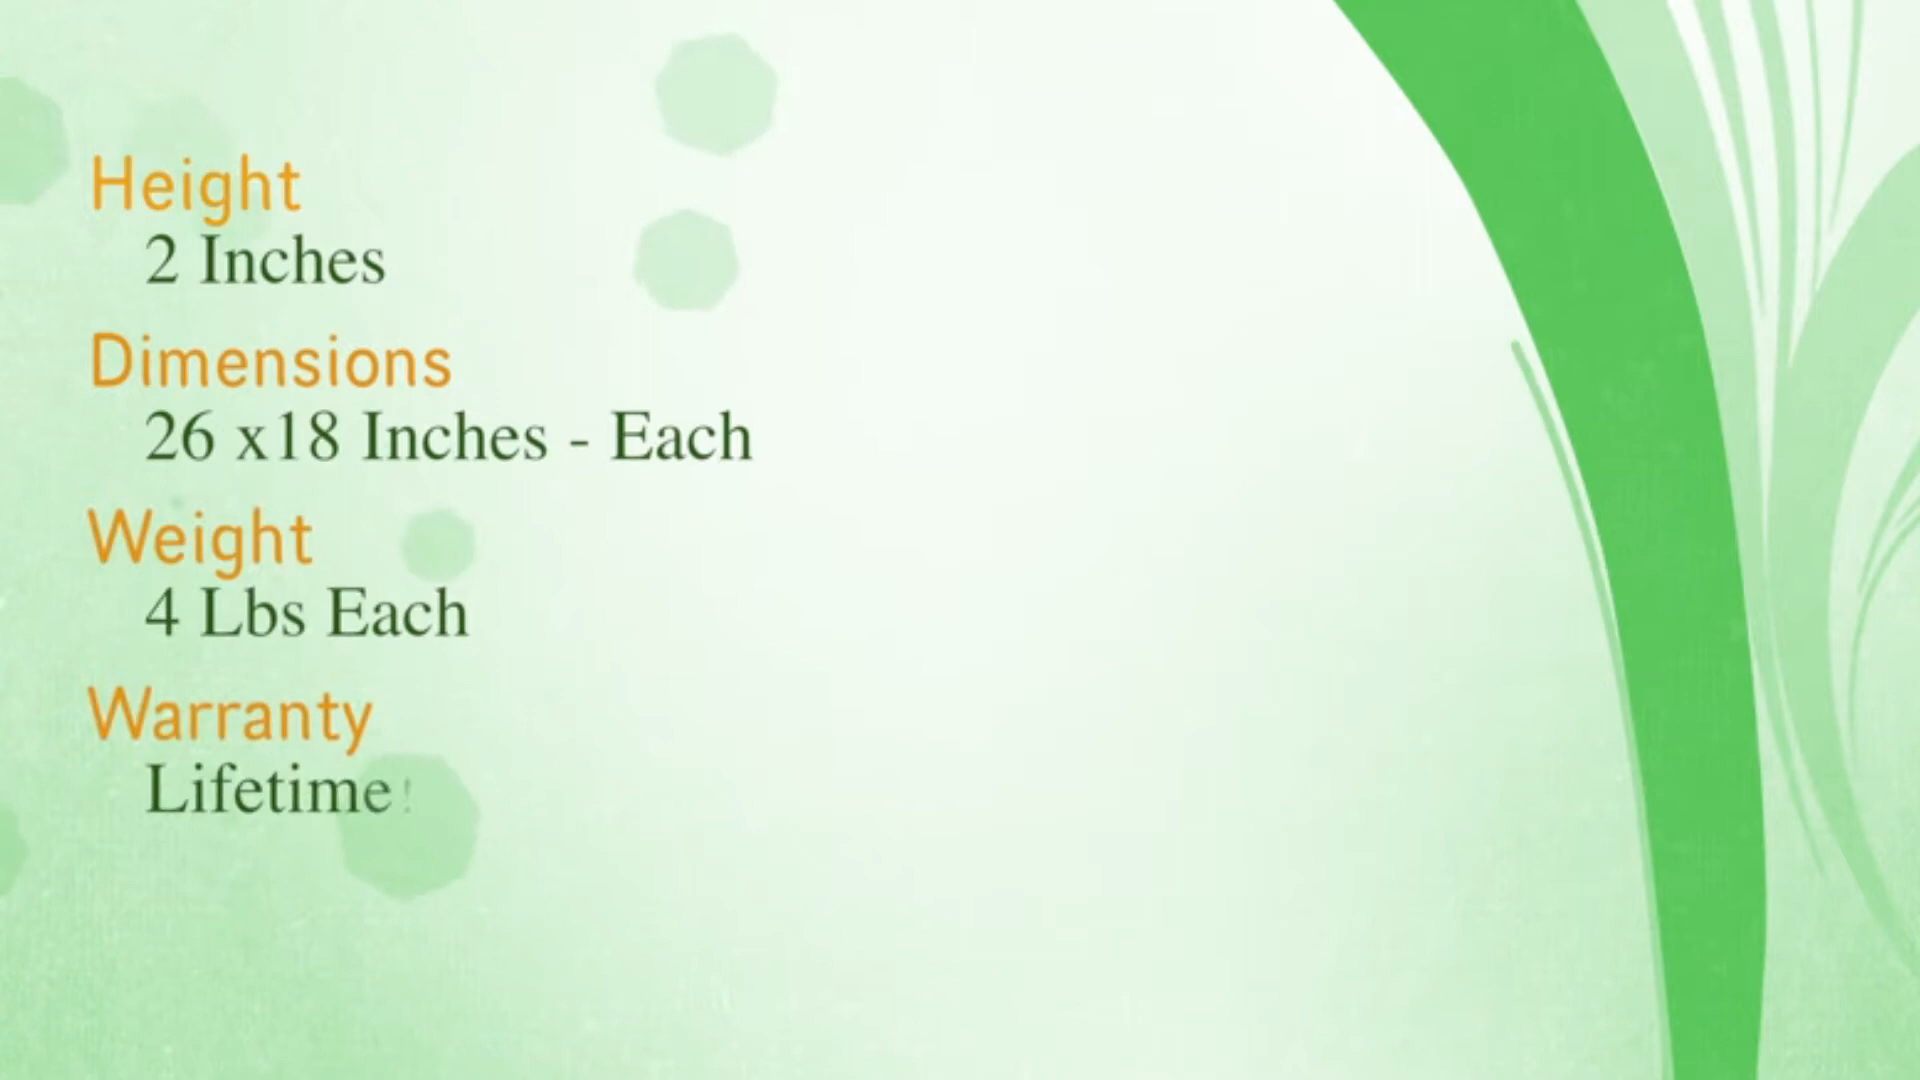 Height
2 Inches
Dimensions
26 x18 Inches - Each
Weight
4 Lbs Each
Warranty
Lifetime!